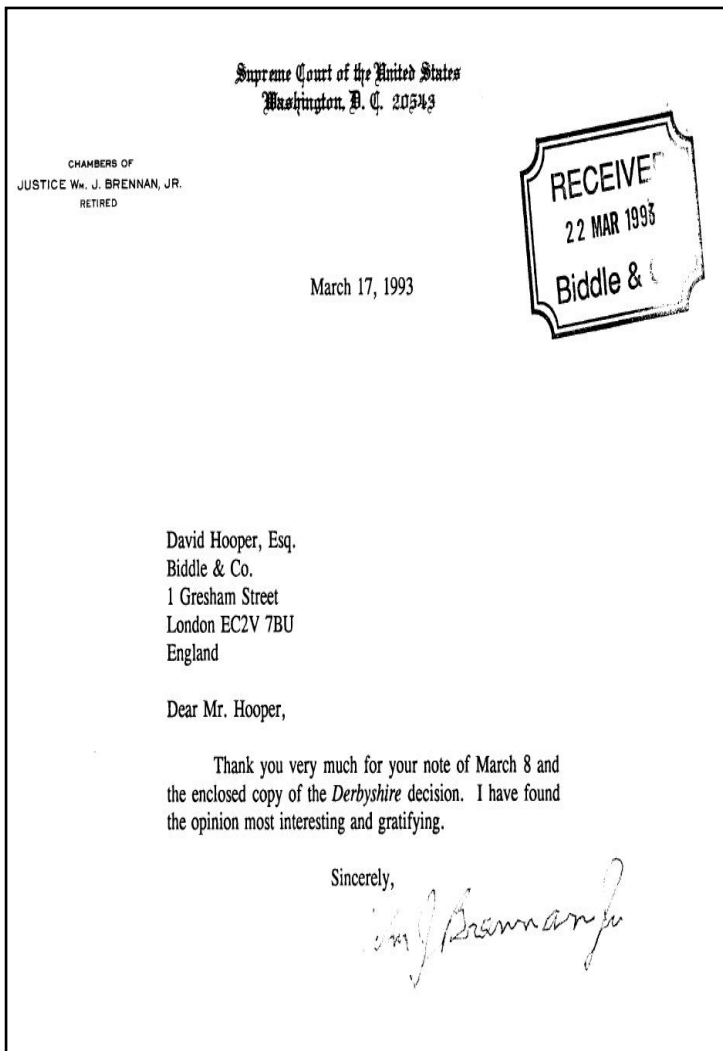 Supreme Court of the United States
Washington, D. C. 20543
CHAMBERS OF
JUSTICE WM. J. BRENNAN, JR.
RETIRED
RECEIVE
22 MAR 1993
Biddle &
March 17, 1993
David Hooper, Esq.
Biddle & Co.
1 Gresham Street
London EC2V 7BU
England
Dear Mr. Hooper,
Thank you very much for your note of March 8 and
the enclosed copy of the Derbyshire decision. I have found
the opinion most interesting and gratifying.
Sincerely,
Wm J Brennan Jr